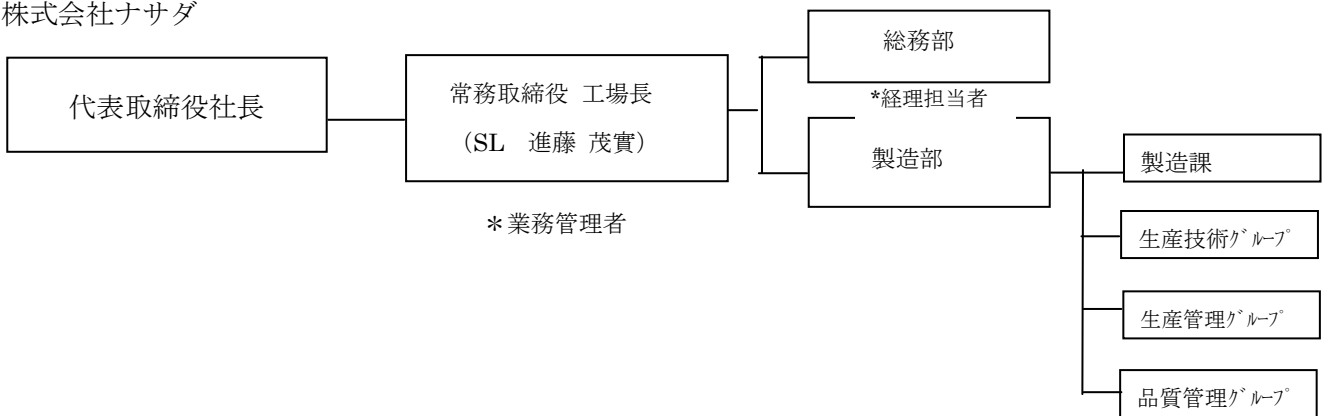 株式会社ナサダ
代表取締役社長
常務取締役 工場長
（SL 進藤 茂實）
＊業務管理者
総務部
*経理担当者
製造部
製造課
生産技術ｸﾞﾙｰﾌﾟ
生産管理ｸﾞﾙｰﾌﾟ
品質管理ｸﾞﾙｰﾌﾟ